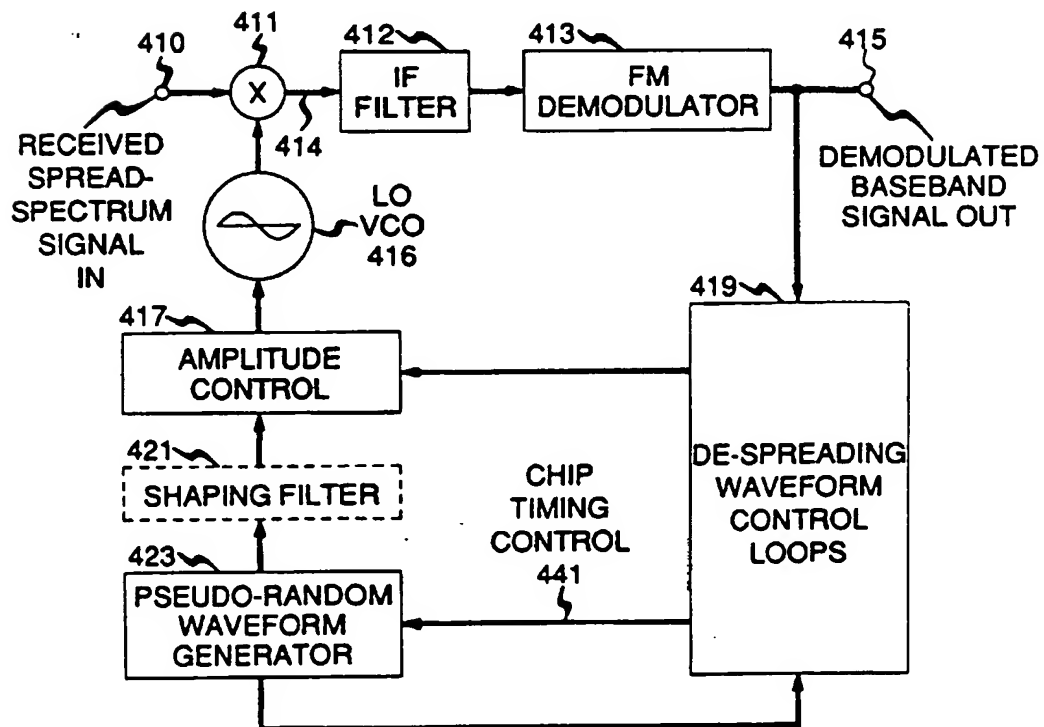 410
411
412
413
415
X
IF
FILTER
FM
DEMODULATOR
414
RECEIVED
SPREAD-
SPECTRUM
SIGNAL
IN
LO
VCO
416
DEMODULATED
BASEBAND
SIGNAL OUT
417
AMPLITUDE
CONTROL
419
DE-SPREADING
WAVEFORM
CONTROL
LOOPS
421
SHAPING FILTER
CHIP
TIMING
CONTROL
441
423
PSEUDO-RANDOM
WAVEFORM
GENERATOR